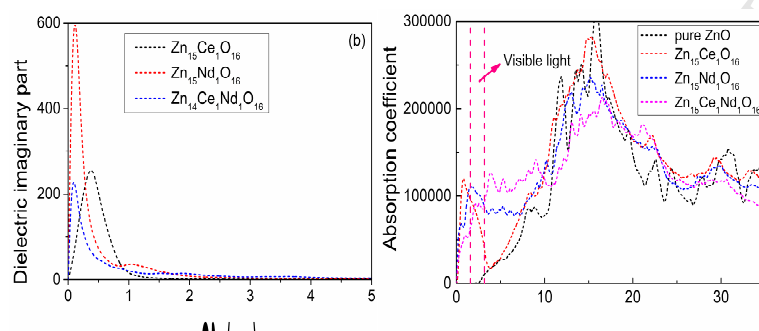 600
400
200
0
0
1
2
3
4
5
Dielectric imaginary part
(b)
Zn15Ce1O16
Zn15Nd1O16
Zn14Ce1Nd1O16
300000
200000
100000
0
0
10
20
30
Absorption coefficient
Visible light
pure ZnO
Zn15Ce1O16
Zn15Nd1O16
Zn15Ce1Nd1O16